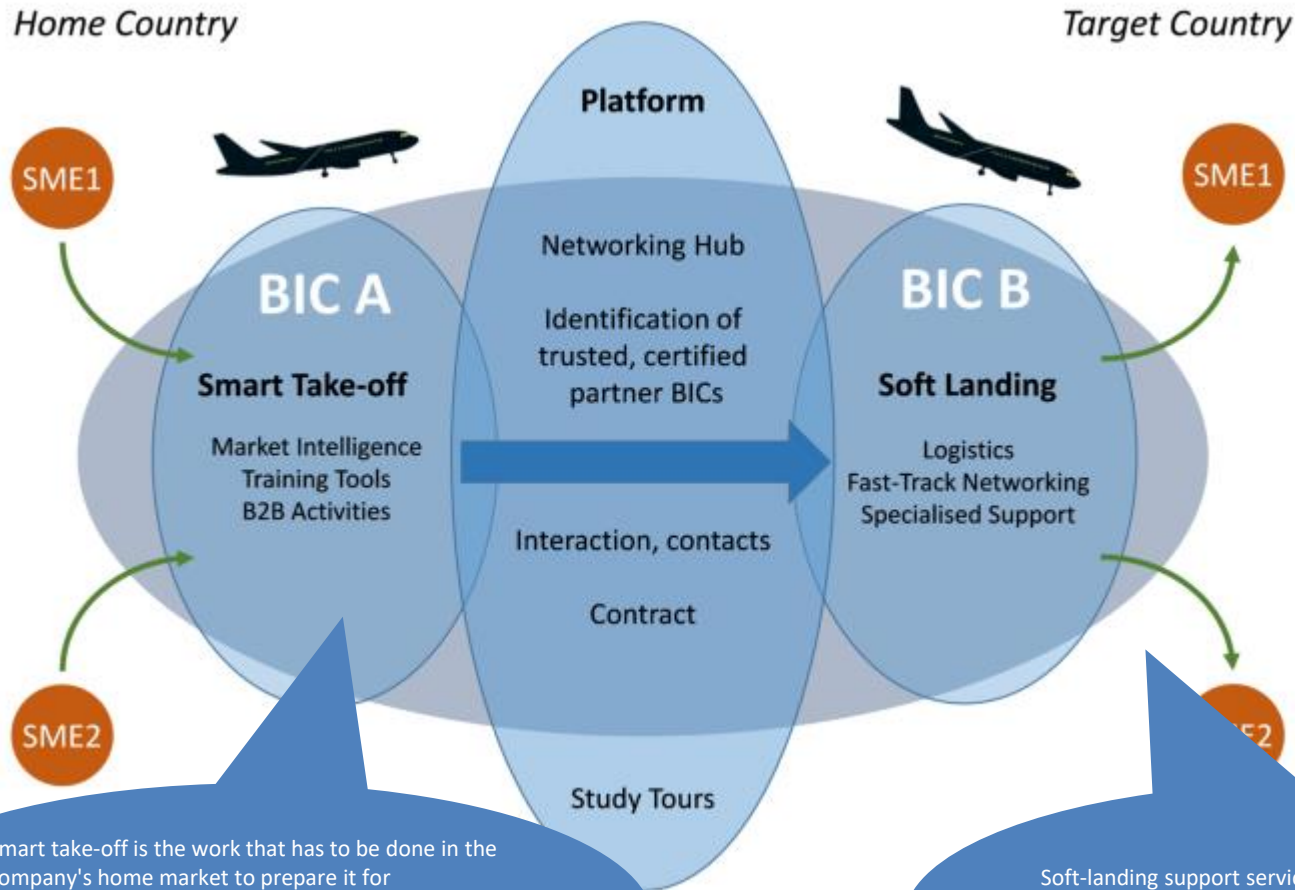 Home Country
Target Country
Platform
SME1
SME1
Networking Hub
BIC A
BIC B
Identification of
trusted, certified
partner BICs
Smart Take-off
Soft Landing
Market Intelligence
Training Tools
B2B Activities
Logistics
Fast-Track Networking
Specialised Support
Interaction, contacts
Contract
SME2
E2
Study Tours
mart take-off is the work that has to be done in the
ompany's home market to prepare it for
Soft-landing support servic